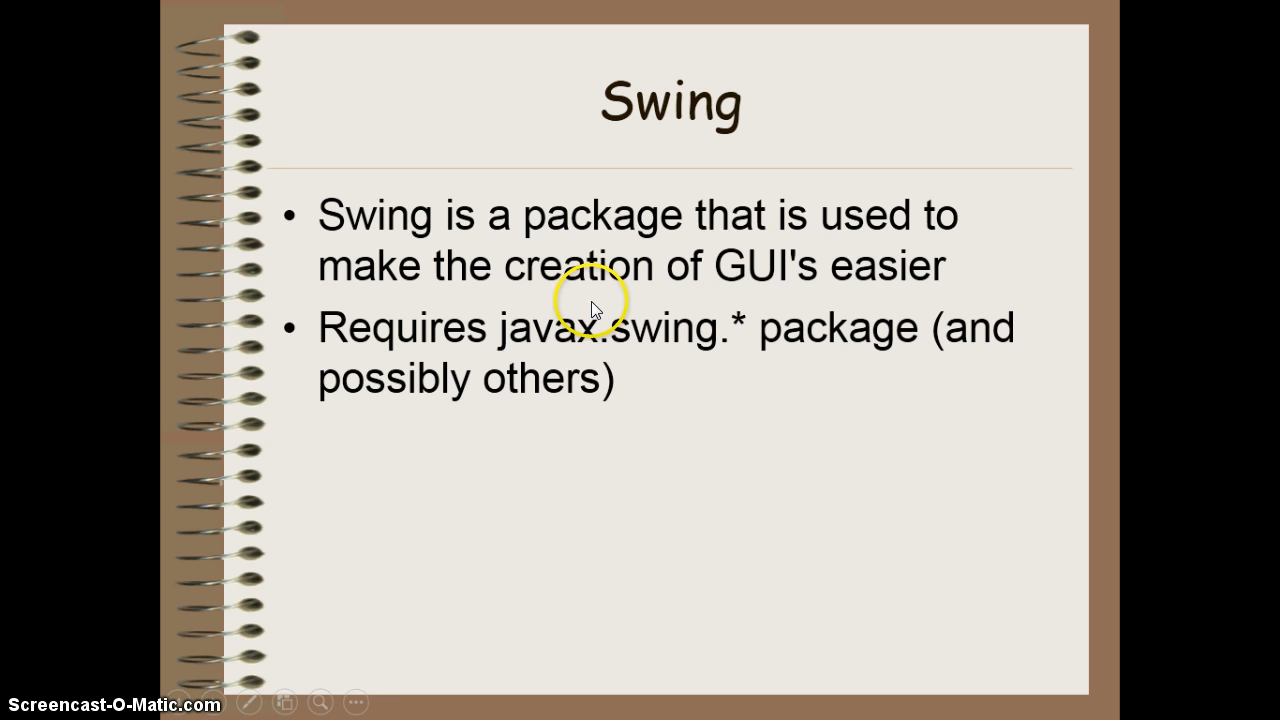 Swing
• Swing is a package that is used to
make the creation of GUI's easier
• Requires javax.swing.* package (and
possibly others)
Screencast-O-Matic.com